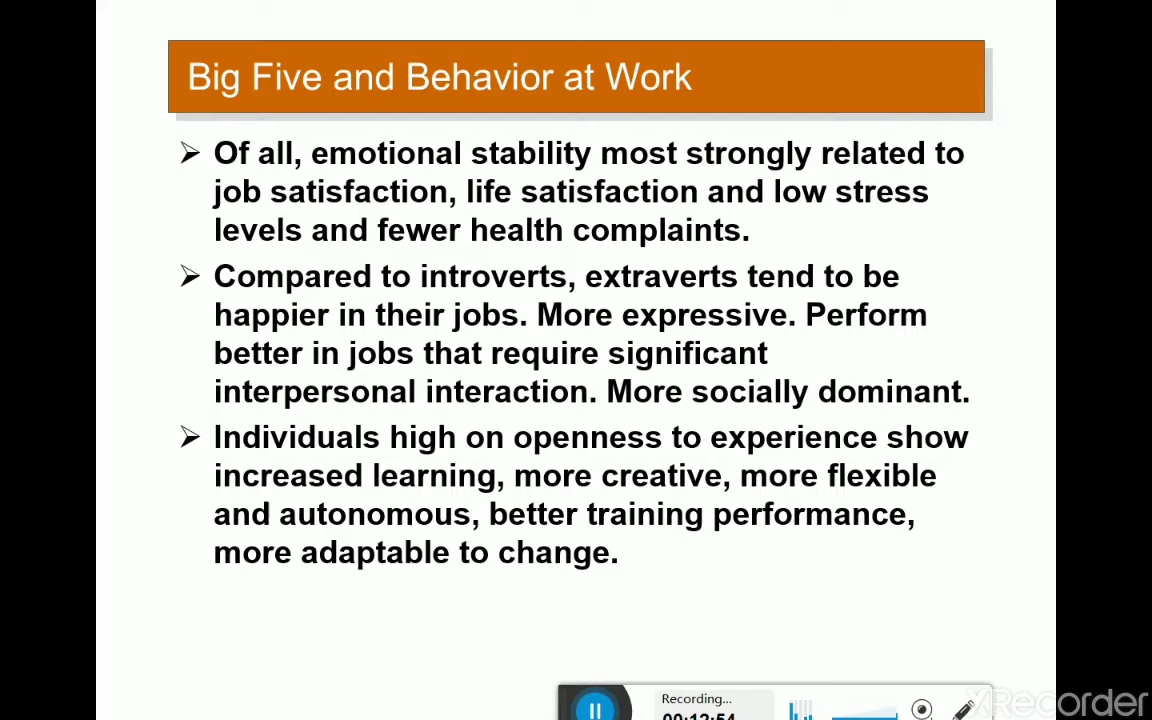 Big Five and Behavior at Work
➢ Of all, emotional stability most strongly related to
job satisfaction, life satisfaction and low stress
levels and fewer health complaints.
➢ Compared to introverts, extraverts tend to be
happier in their jobs. More expressive. Perform
better in jobs that require significant
interpersonal interaction. More socially dominant.
➢ Individuals high on openness to experience show
increased learning, more creative, more flexible
and autonomous, better training performance,
more adaptable to change.
Recording...
00:12:54
XRecorder